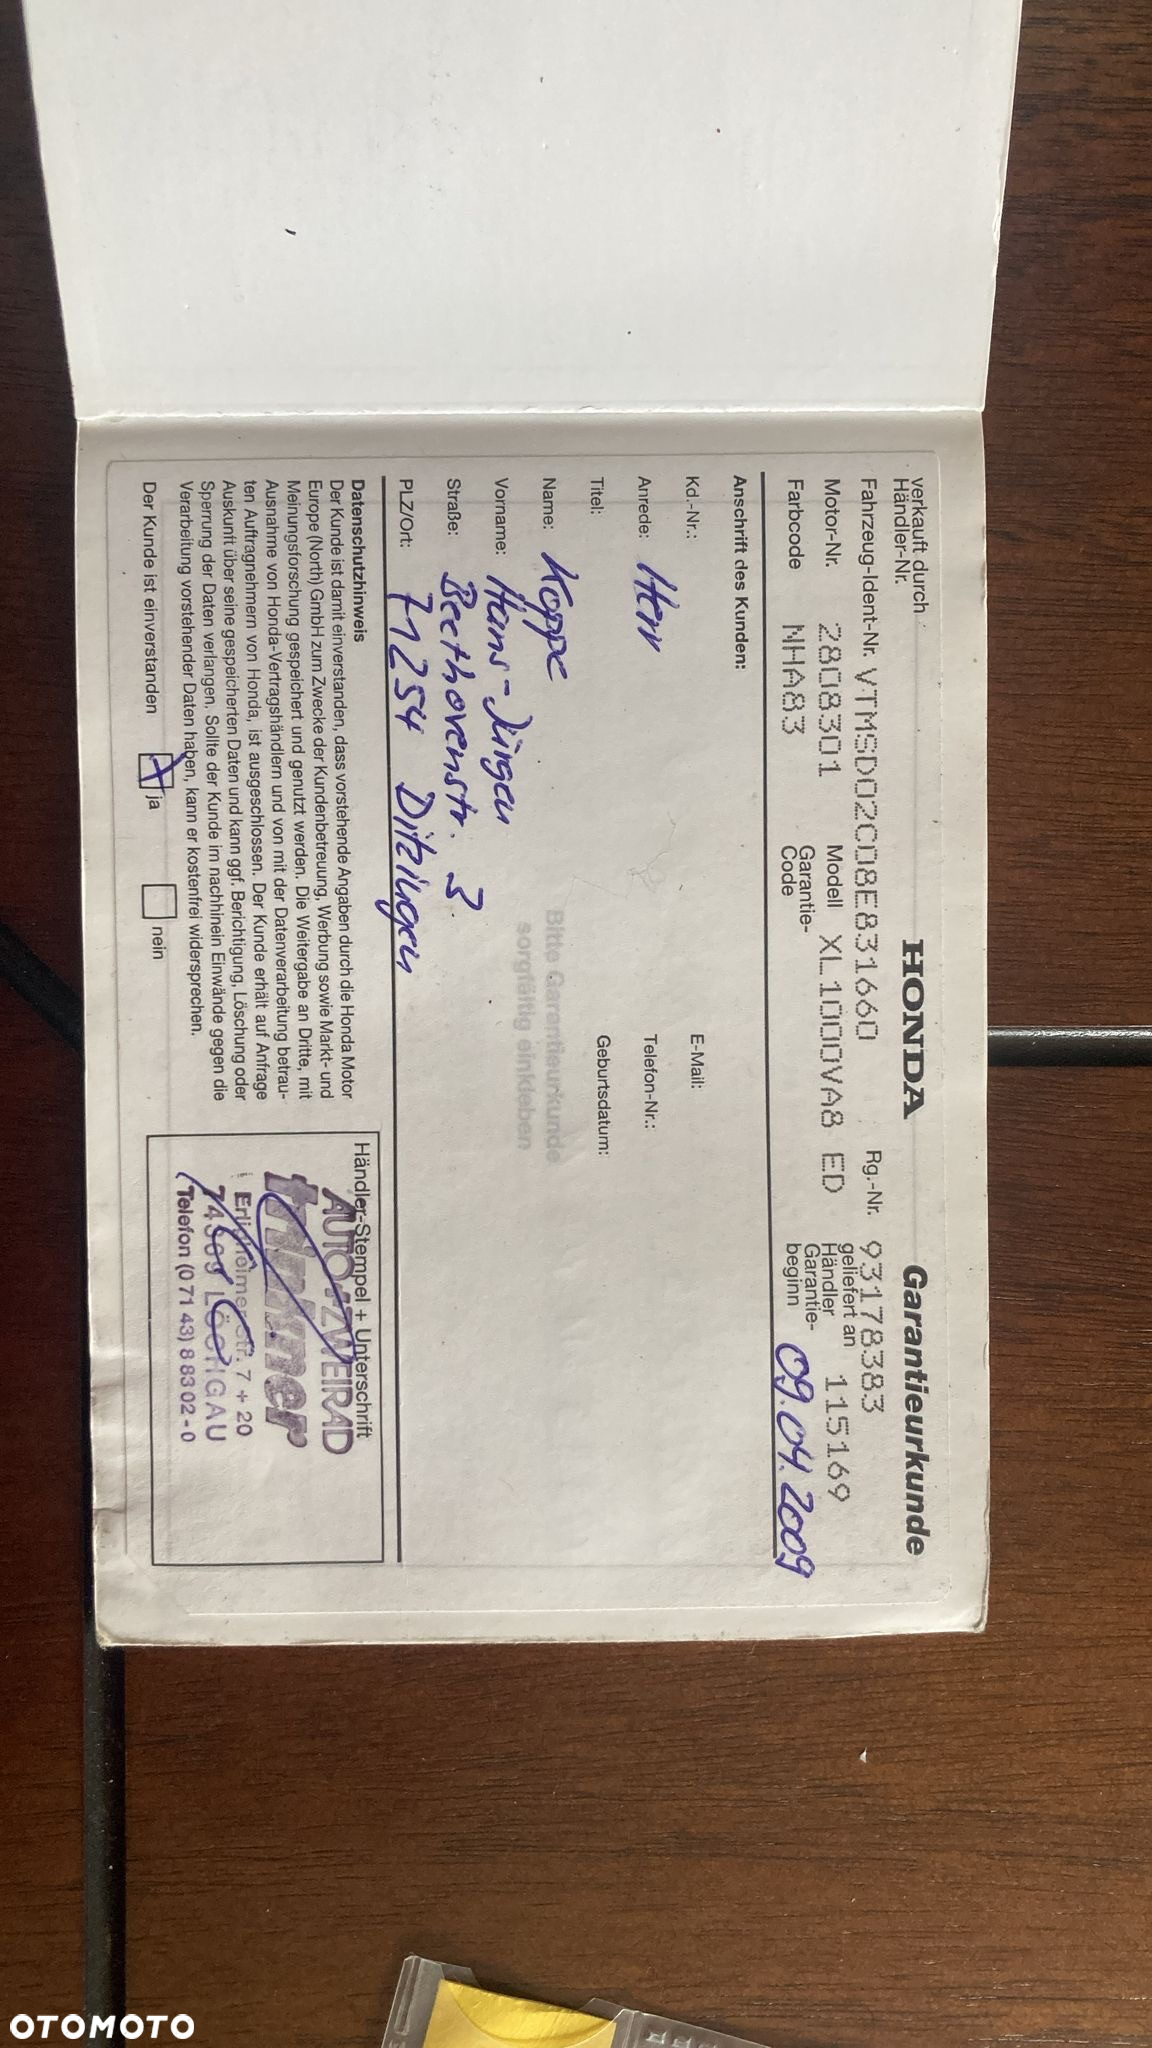 HONDA Garantieurkunde
verkauft durch
Händler-Nr.
Fahrzeug-Ident-Nr. VTMSD02C08E831660 Rg.-Nr. 93178383
Motor-Nr. 2808301 Modell XL1000VA8 ED geliefert an Händler 115169
Farbcode NHA83 Garantie-Code Garantie-beginn 09.04.2009
Anschrift des Kunden:
Kd.-Nr.: E-Mail:
Anrede: Herr Telefon-Nr.:
Titel: Geburtsdatum:
Name: Koppe
Bitte Garantieurkunde
sorgfältig einkleben
Vorname: Hans-Jürgen
Straße: Beethovenstr. 3
PLZ/Ort: 71254 Ditzingen
Datenschutzhinweis
Der Kunde ist damit einverstanden, dass vorstehende Angaben durch die Honda Motor
Europe (North) GmbH zum Zwecke der Kundenbetreuung, Werbung sowie Markt- und
Meinungsforschung gespeichert und genutzt werden. Die Weitergabe an Dritte, mit
Ausnahme von Honda-Vertragshändlern und von mit der Datenverarbeitung betrau-
ten Auftragnehmern von Honda, ist ausgeschlossen. Der Kunde erhält auf Anfrage
Auskunft über seine gespeicherten Daten und kann ggf. Berichtigung, Löschung oder
Sperrung der Daten verlangen. Sollte der Kunde im nachhinein Einwände gegen die
Verarbeitung vorstehender Daten haben, kann er kostenfrei widersprechen.
Der Kunde ist einverstanden ja nein
Händler-Stempel + Unterschrift
AUTO + ZWEIRAD
trinkner
Str. 7 + 20
LÖCHGAU
Telefon (0 71 43) 8 83 02 - 0
OTOMOTO